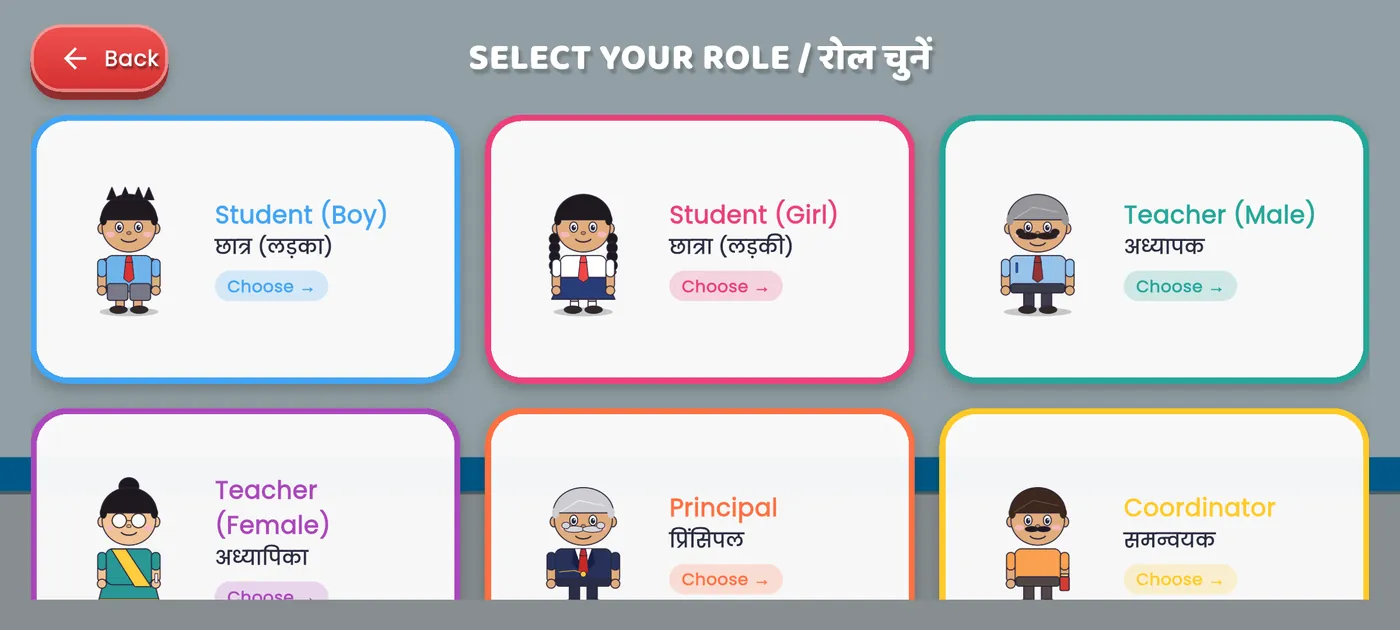 ← Back
SELECT YOUR ROLE / रोल चुनें
Student (Boy)
छात्र (लड़का)
Choose →
Student (Girl)
छात्रा (लड़की)
Choose →
Teacher (Male)
अध्यापक
Choose →
Teacher
(Female)
अध्यापिका
Choose →
Principal
प्रिंसिपल
Choose →
Coordinator
समन्वयक
Choose →